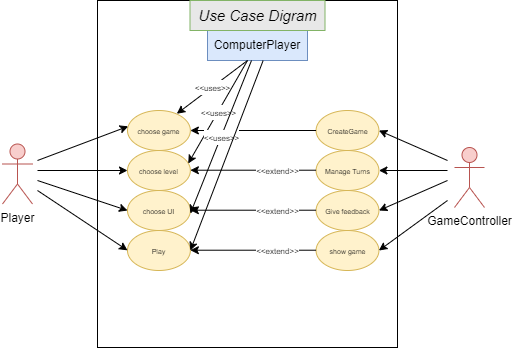 Use Case Digram
ComputerPlayer
<<uses>>
<<uses>>
<<uses>>
choose game
CreateGame
choose level
<<extend>>
Manage Turns
choose UI
<<extend>>
Give feedback
Player
GameController
Play
<<extend>>
show game